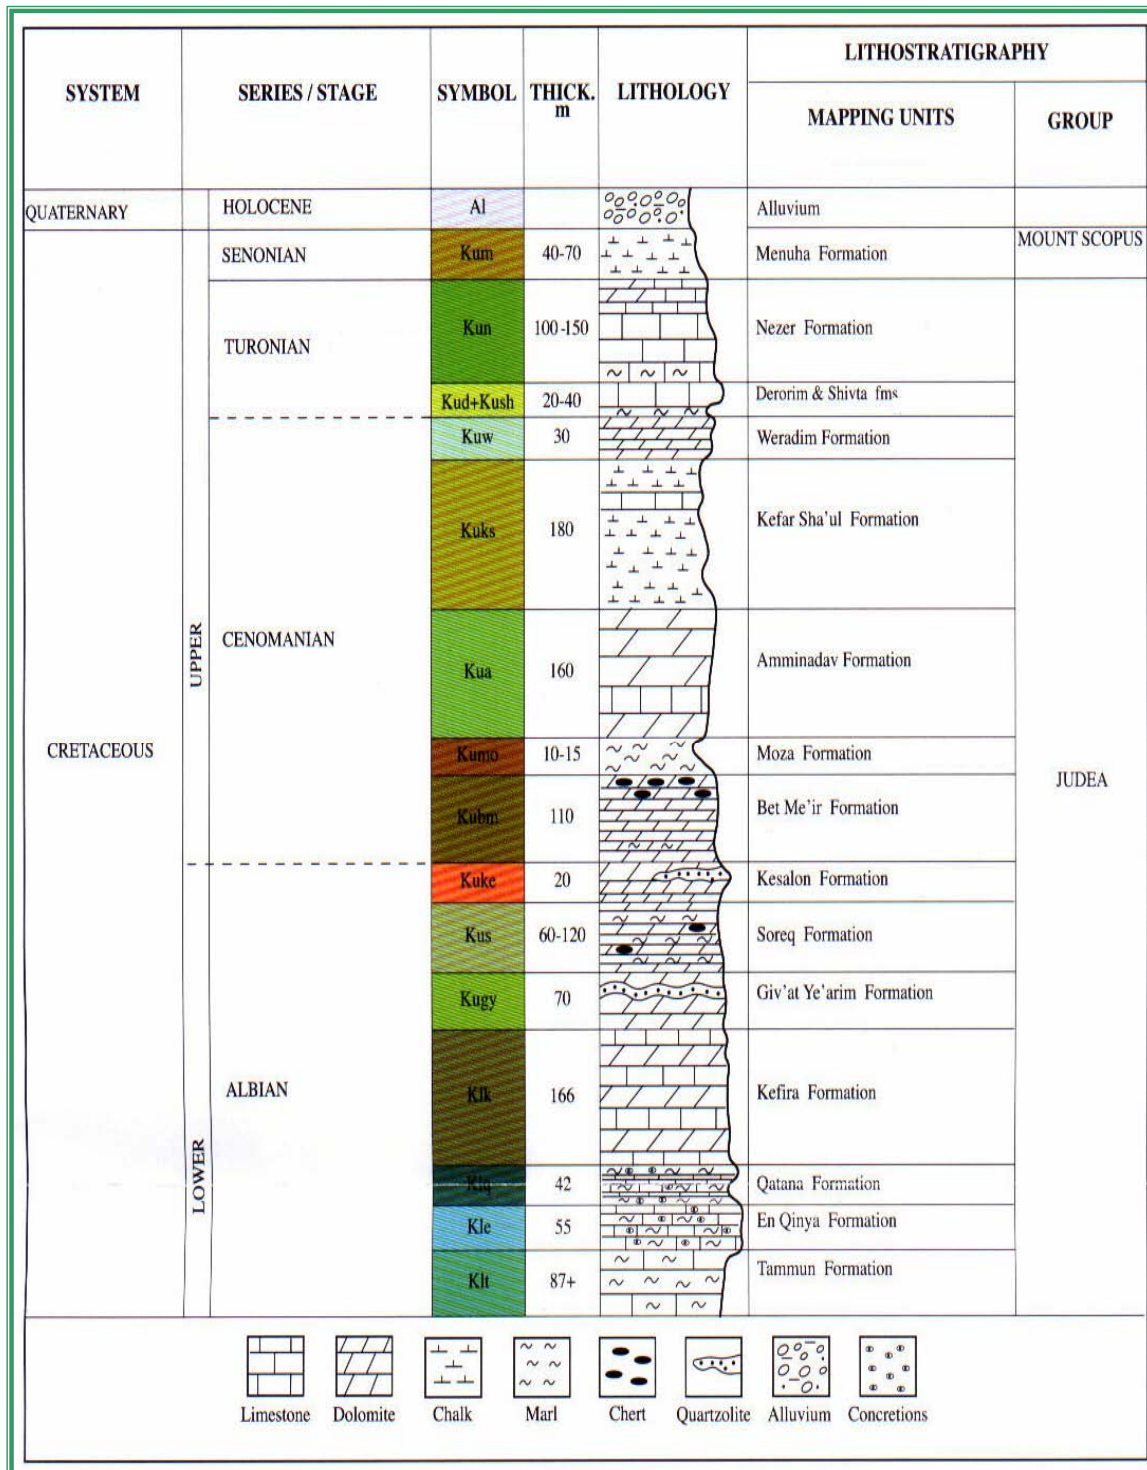 SYSTEM
SERIES / STAGE
SYMBOL
THICK.
m
LITHOLOGY
LITHOSTRATIGRAPHY
MAPPING UNITS
GROUP
QUATERNARY
HOLOCENE
Al
Alluvium
SENONIAN
Kum
40-70
Menuha Formation
MOUNT SCOPUS
TURONIAN
Kun
100-150
Nezer Formation
Kud+Kush
20-40
Derorim & Shivta fms
Kuw
30
Weradim Formation
Kuks
180
Kefar Sha'ul Formation
UPPER
CENOMANIAN
Kua
160
Amminadav Formation
CRETACEOUS
Kumo
10-15
Moza Formation
JUDEA
Kubm
110
Bet Me'ir Formation
Kuke
20
Kesalon Formation
Kus
60-120
Soreq Formation
Kugy
70
Giv'at Ye'arim Formation
LOWER
ALBIAN
Klk
166
Kefira Formation
Klq
42
Qatana Formation
Kle
55
En Qinya Formation
Klt
87+
Tammun Formation
Limestone
Dolomite
Chalk
Marl
Chert
Quartzolite
Alluvium
Concretions